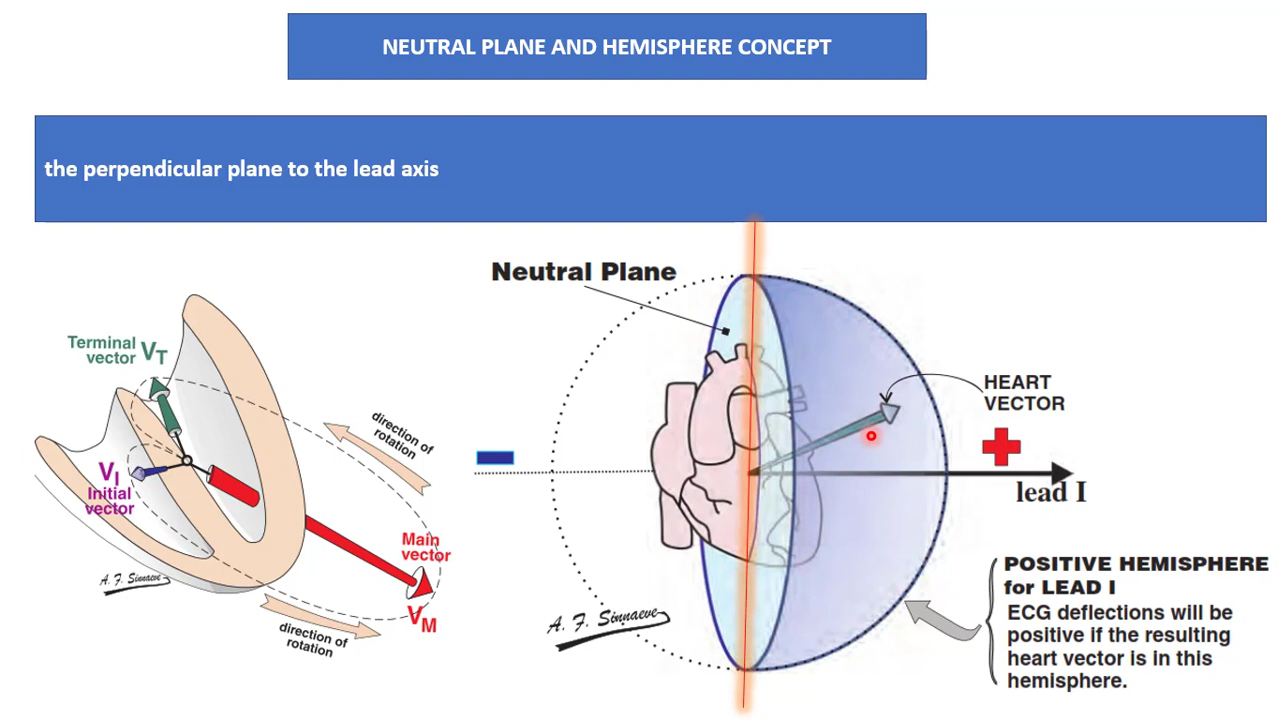 NEUTRAL PLANE AND HEMISPHERE CONCEPT
the perpendicular plane to the lead axis
Neutral Plane
Terminal
vector VT
VI
Initial
vector
direction of
rotation
Main
vector
VM
direction of
rotation
A. F. Sinnaeve
HEART
VECTOR
lead I
A. F. Sinnaeve
POSITIVE HEMISPHERE
for LEAD I
ECG deflections will be
positive if the resulting
heart vector is in this
hemisphere.